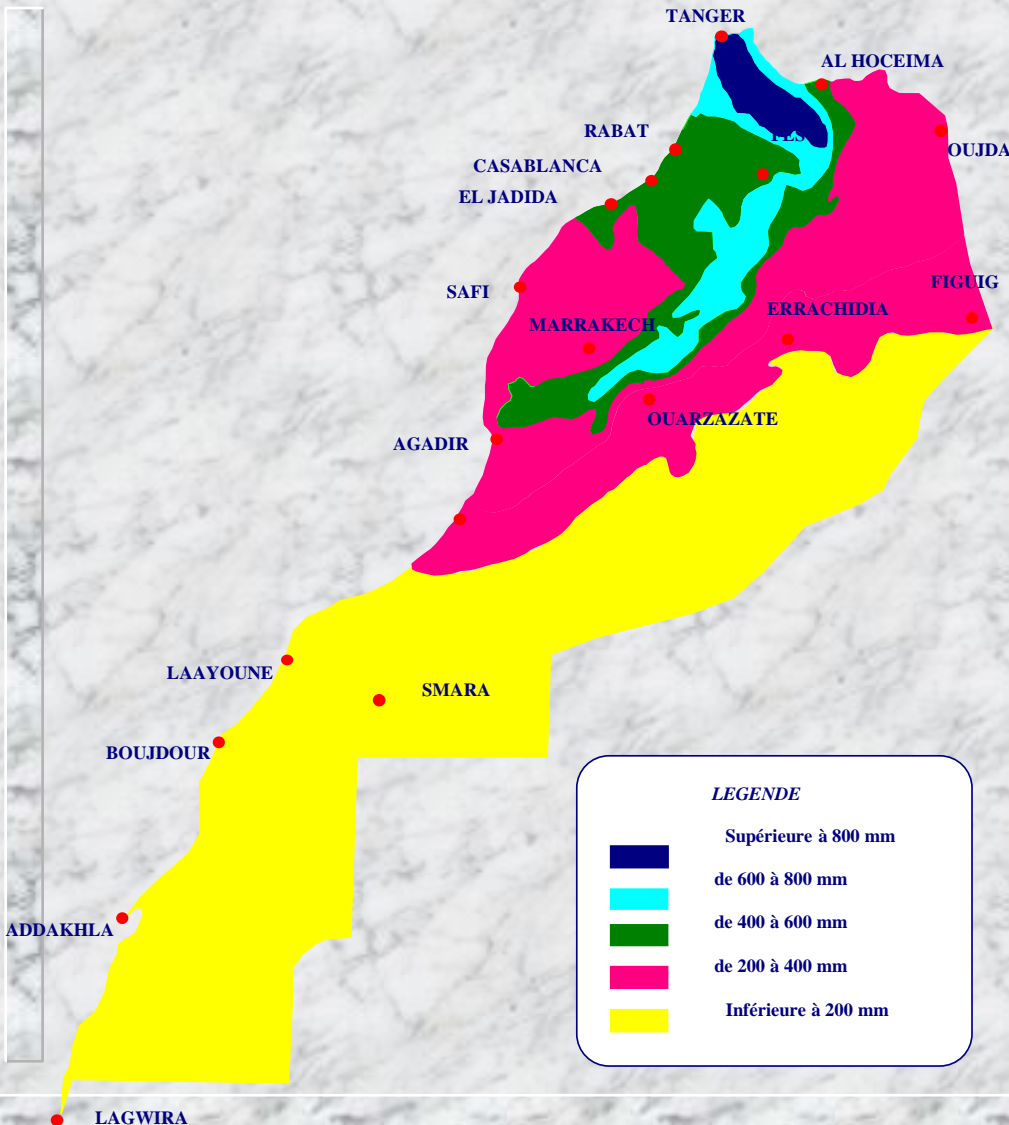 TANGER
AL HOCEIMA
RABAT
FES
OUJDA
CASABLANCA
EL JADIDA
SAFI
FIGUIG
ERRACHIDIA
MARRAKECH
OUARZAZATE
AGADIR
LAAYOUNE
SMARA
BOUJDOUR
ADDAKHLA
LAGWIRA
LEGENDE
Supérieure à 800 mm
de 600 à 800 mm
de 400 à 600 mm
de 200 à 400 mm
Inférieure à 200 mm